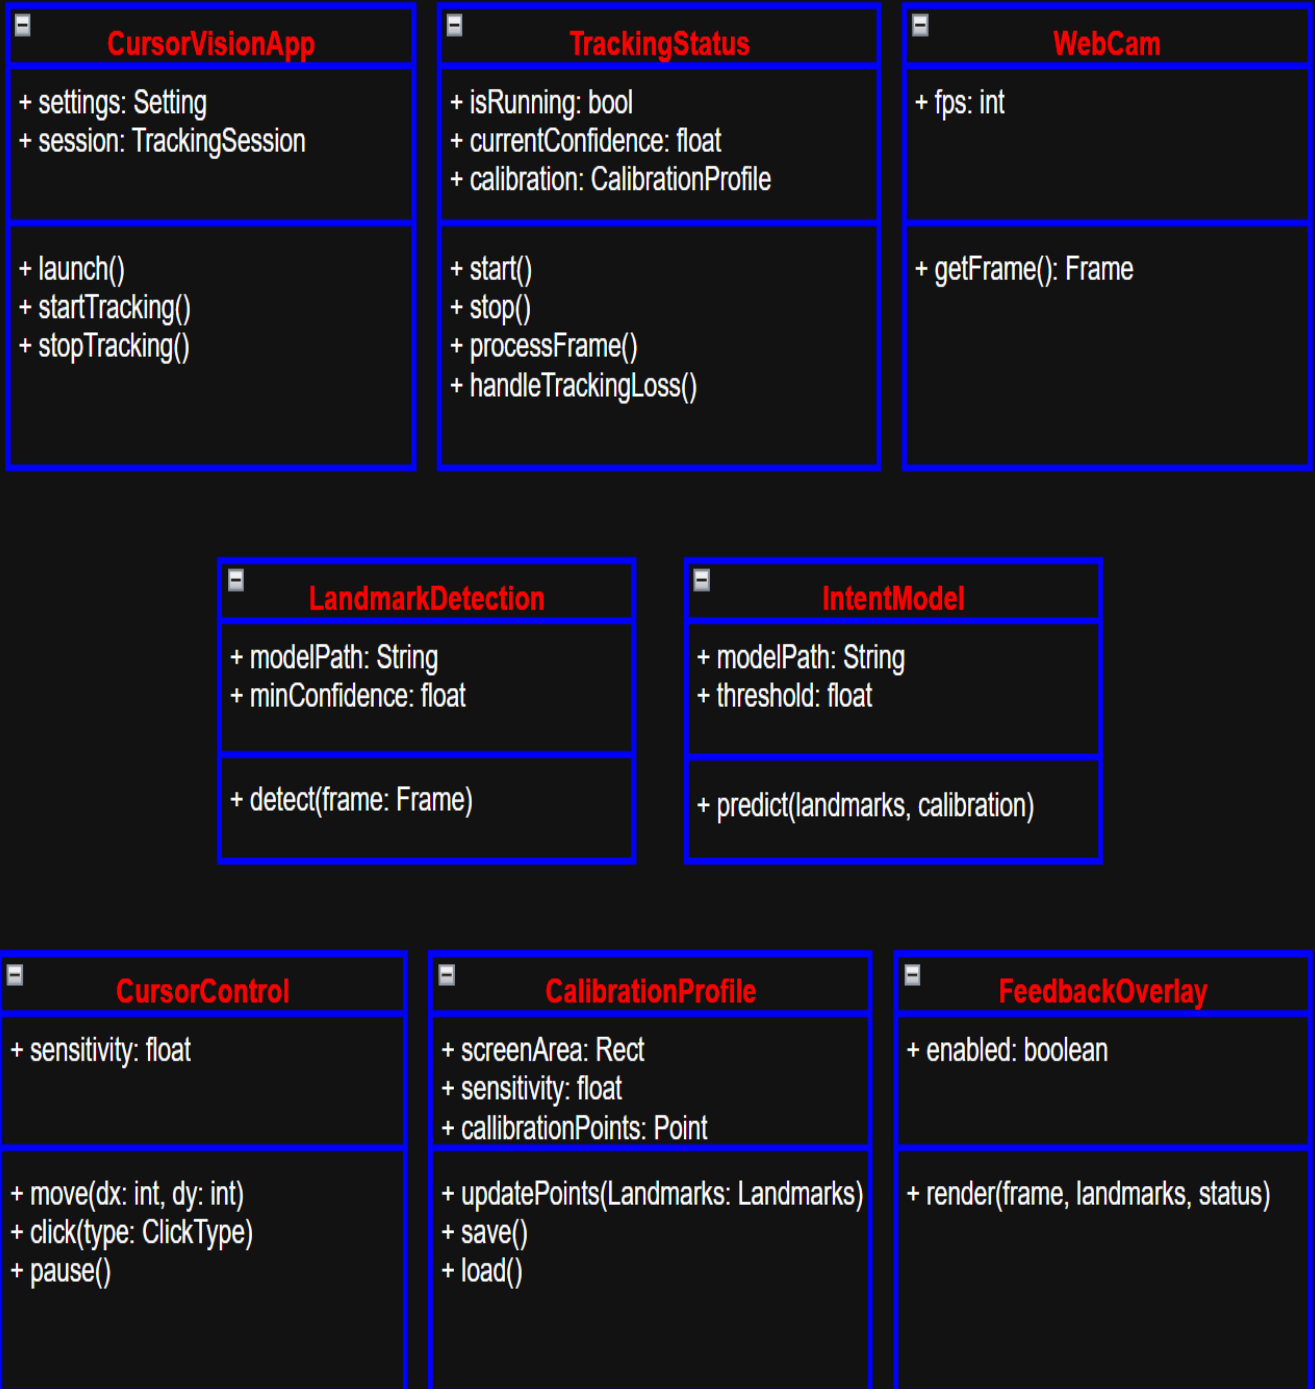 CursorVisionApp
+ settings: Setting
+ session: TrackingSession
+ launch()
+ startTracking()
+ stopTracking()
TrackingStatus
+ isRunning: bool
+ currentConfidence: float
+ calibration: CalibrationProfile
+ start()
+ stop()
+ processFrame()
+ handleTrackingLoss()
WebCam
+ fps: int
+ getFrame(): Frame
LandmarkDetection
+ modelPath: String
+ minConfidence: float
+ detect(frame: Frame)
IntentModel
+ modelPath: String
+ threshold: float
+ predict(landmarks, calibration)
CursorControl
+ sensitivity: float
+ move(dx: int, dy: int)
+ click(type: ClickType)
+ pause()
CalibrationProfile
+ screenArea: Rect
+ sensitivity: float
+ callibrationPoints: Point
+ updatePoints(Landmarks: Landmarks)
+ save()
+ load()
FeedbackOverlay
+ enabled: boolean
+ render(frame, landmarks, status)